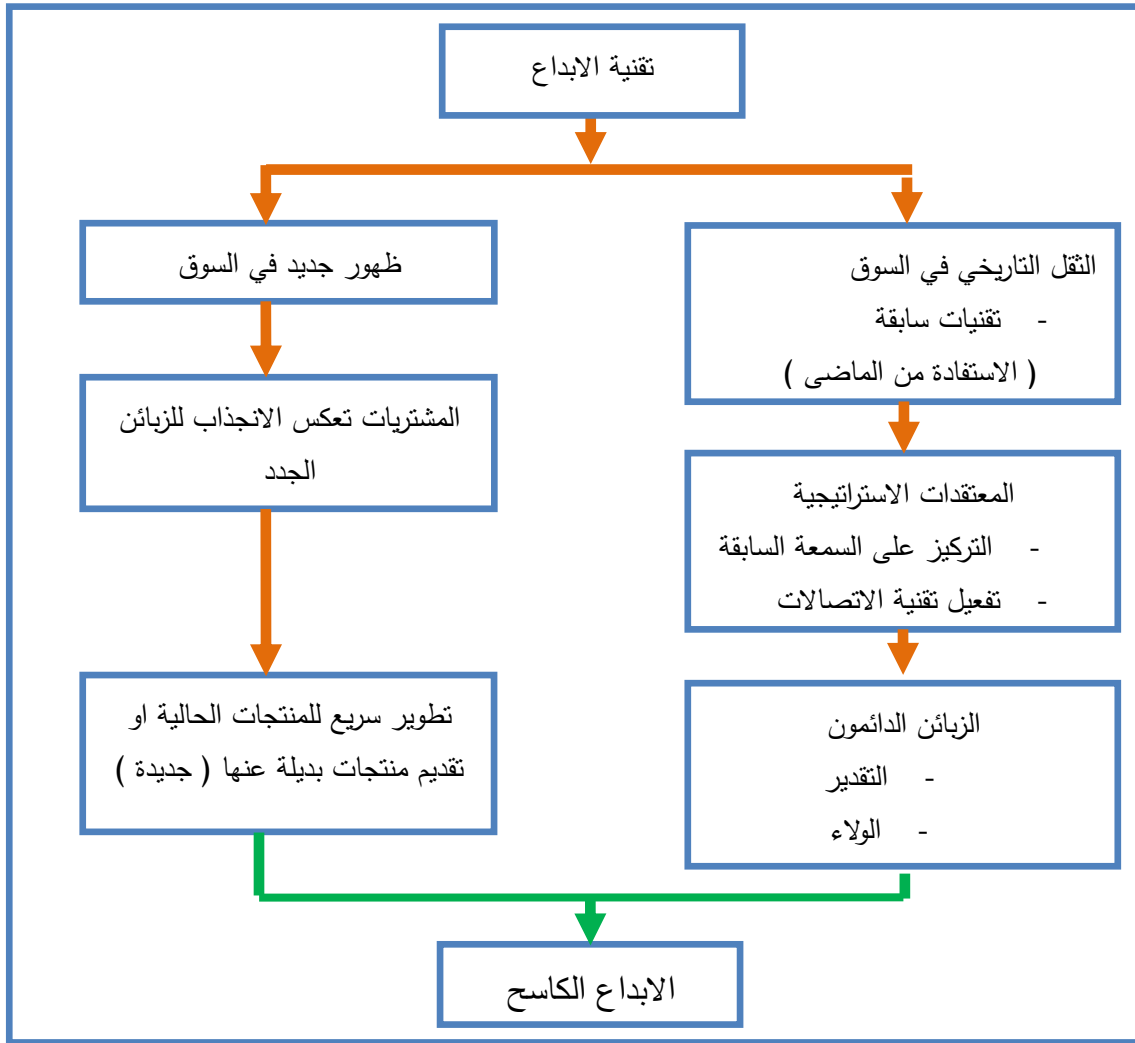 تقنية الابداع
الثقل التاريخي في السوق
- تقنيات سابقة
( الاستفادة من الماضى )
المعتقدات الاستراتيجية
- التركيز على السمعة السابقة
- تفعيل تقنية الاتصالات
الزبائن الدائمون
- التقدير
- الولاء
ظهور جديد في السوق
المشتريات تعكس الانجذاب للزبائن
الجدد
تطوير سريع للمنتجات الحالية او
تقديم منتجات بديلة عنها ( جديدة )
الابداع الكاسح